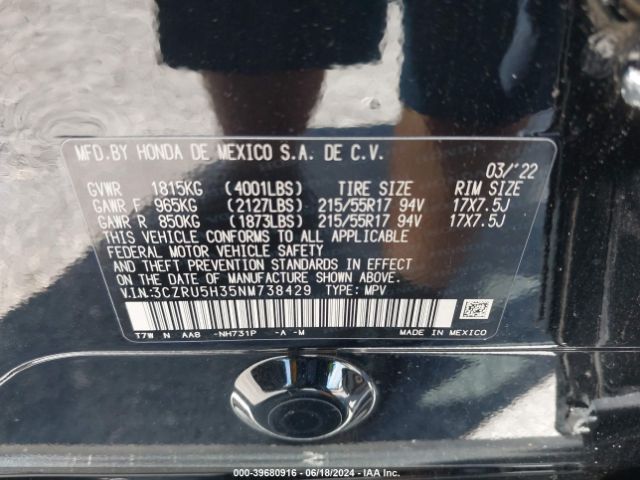 MFD.BY HONDA DE MEXICO S.A. DE C.V.
03/'22
GVWR 1815KG (4001LBS) TIRE SIZE RIM SIZE
GAWR F 965KG (2127LBS) 215/55R17 94V 17X7.5J
GAWR R 850KG (1873LBS) 215/55R17 94V 17X7.5J
THIS VEHICLE CONFORMS TO ALL APPLICABLE
FEDERAL MOTOR VEHICLE SAFETY
AND THEFT PREVENTION STANDARDS IN EFFECT
ON THE DATE OF MANUFACTURE SHOWN ABOVE.
V.I.N.:3CZRU5H35NM738429 TYPE: MPV
T7W N AAB -NH731P -A -M MADE IN MEXICO
000-39680916 - 06/18/2024 - IAA Inc.